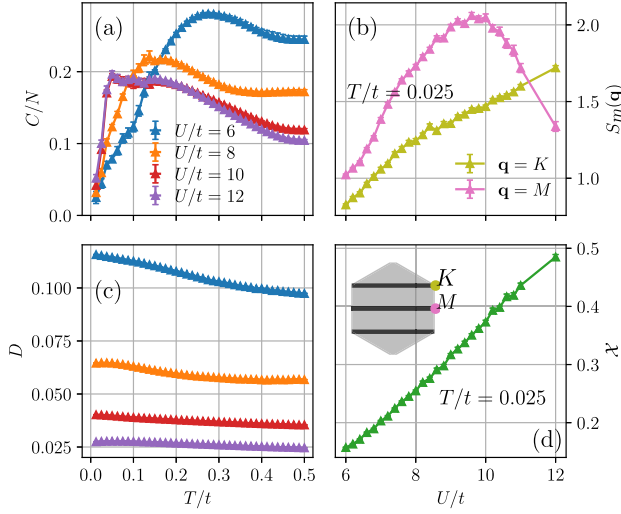 (a)
C/N
0.0
0.1
0.2
U/t = 6
U/t = 8
U/t = 10
U/t = 12
(b)
T/t = 0.025
q = K
q = M
1.0
1.5
2.0
S_m(q)
(c)
D
0.025
0.050
0.075
0.100
0.0 0.1 0.2 0.3 0.4 0.5
T/t
K
M
T/t = 0.025
(d)
0.2
0.3
0.4
0.5
χ
6 8 10 12
U/t